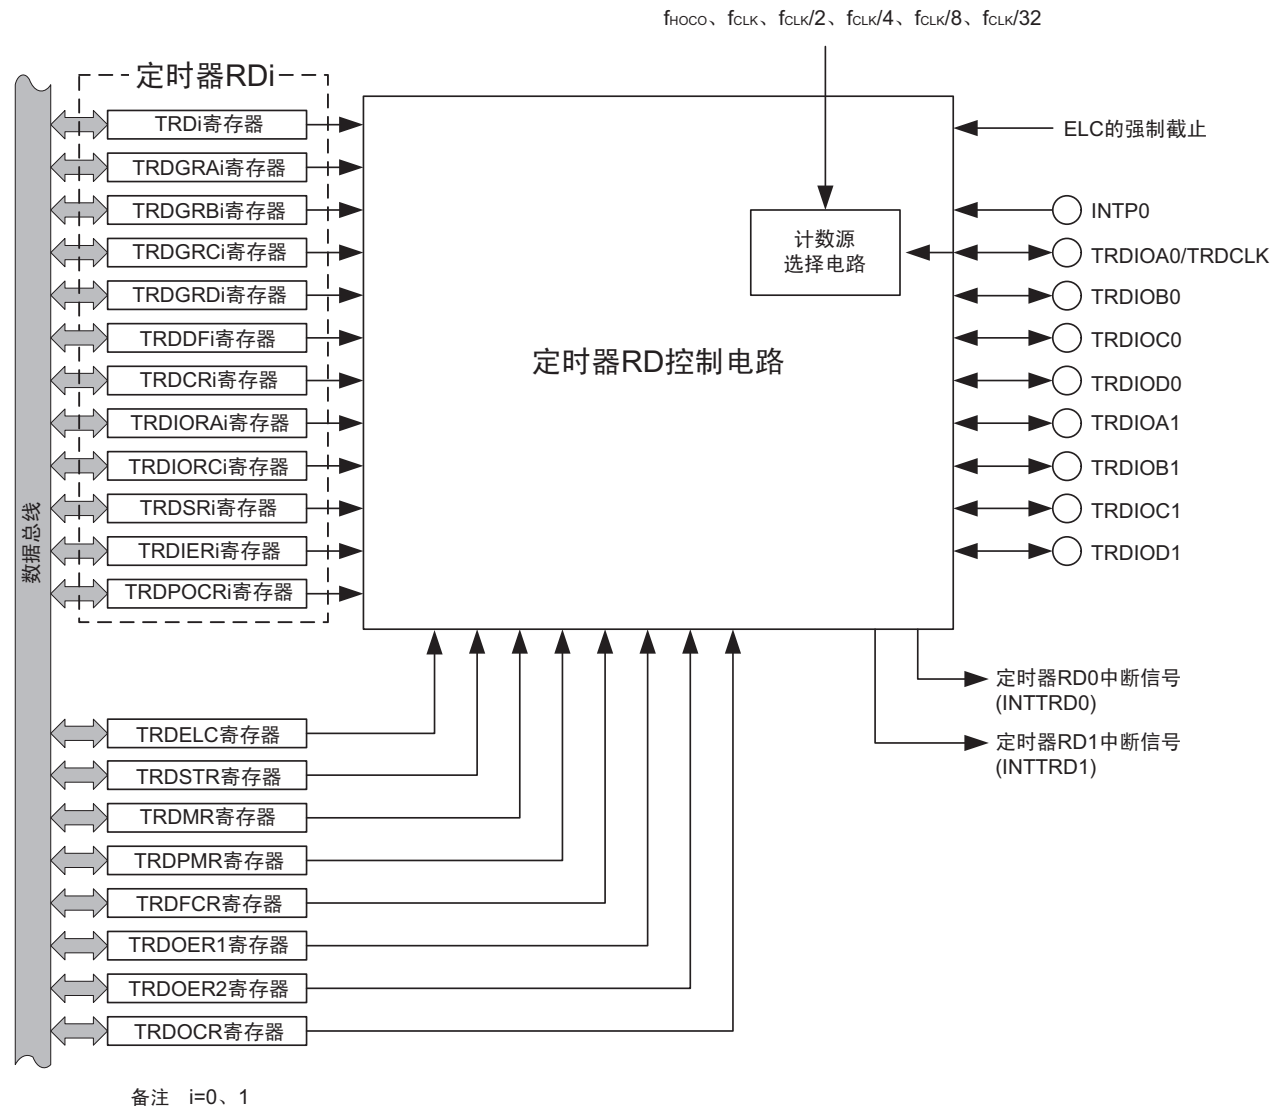 fHOCO、fCLK、fCLK/2、fCLK/4、fCLK/8、fCLK/32
定时器RDi
TRDi寄存器
TRDGRAi寄存器
TRDGRBi寄存器
TRDGRCi寄存器
TRDGRDi寄存器
TRDDFi寄存器
TRDCRi寄存器
TRDIORAi寄存器
TRDIORCi寄存器
TRDSRi寄存器
TRDIERi寄存器
TRDPOCRi寄存器
数据总线
计数源
选择电路
定时器RD控制电路
ELC的强制截止
INTP0
TRDIOA0/TRDCLK
TRDIOB0
TRDIOC0
TRDIOD0
TRDIOA1
TRDIOB1
TRDIOC1
TRDIOD1
定时器RD0中断信号
(INTTRD0)
定时器RD1中断信号
(INTTRD1)
TRDELC寄存器
TRDSTR寄存器
TRDMR寄存器
TRDPMR寄存器
TRDFCR寄存器
TRDOER1寄存器
TRDOER2寄存器
TRDOCR寄存器
备注 i=0、1